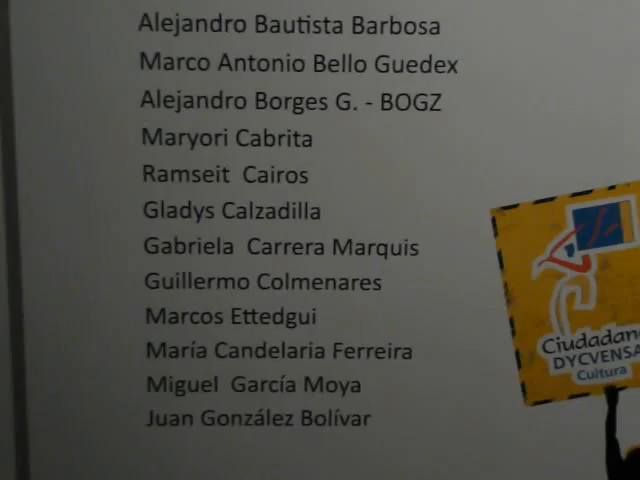 Alejandro Bautista Barbosa
Marco Antonio Bello Guedex
Alejandro Borges G. - BOGZ
Maryori Cabrita
Ramseit Cairos
Gladys Calzadilla
Gabriela Carrera Marquis
Guillermo Colmenares
Marcos Ettedgui
María Candelaria Ferreira
Miguel García Moya
Juan González Bolívar
DYCVENSA
Cultura